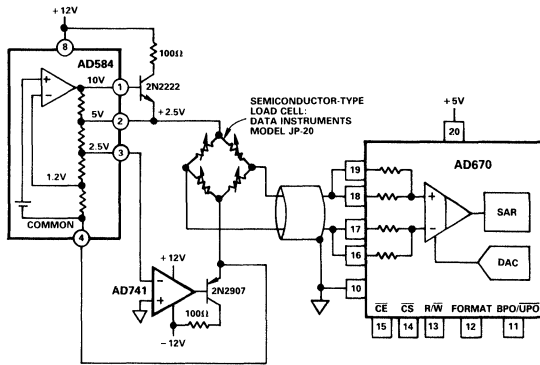 +12V
8
AD584
100Ω
10V
1
2N2222
5V
2
+2.5V
2.5V
3
1.2V
COMMON
4
SEMICONDUCTOR-TYPE
LOAD CELL:
DATA INSTRUMENTS
MODEL JP-20
+
−
AD741
+12V
−
+
2N2907
100Ω
−12V
+5V
20
AD670
19
18
17
16
10
+
−
SAR
DAC
CE CS R/W FORMAT BPO/UPO
15 14 13 12 11